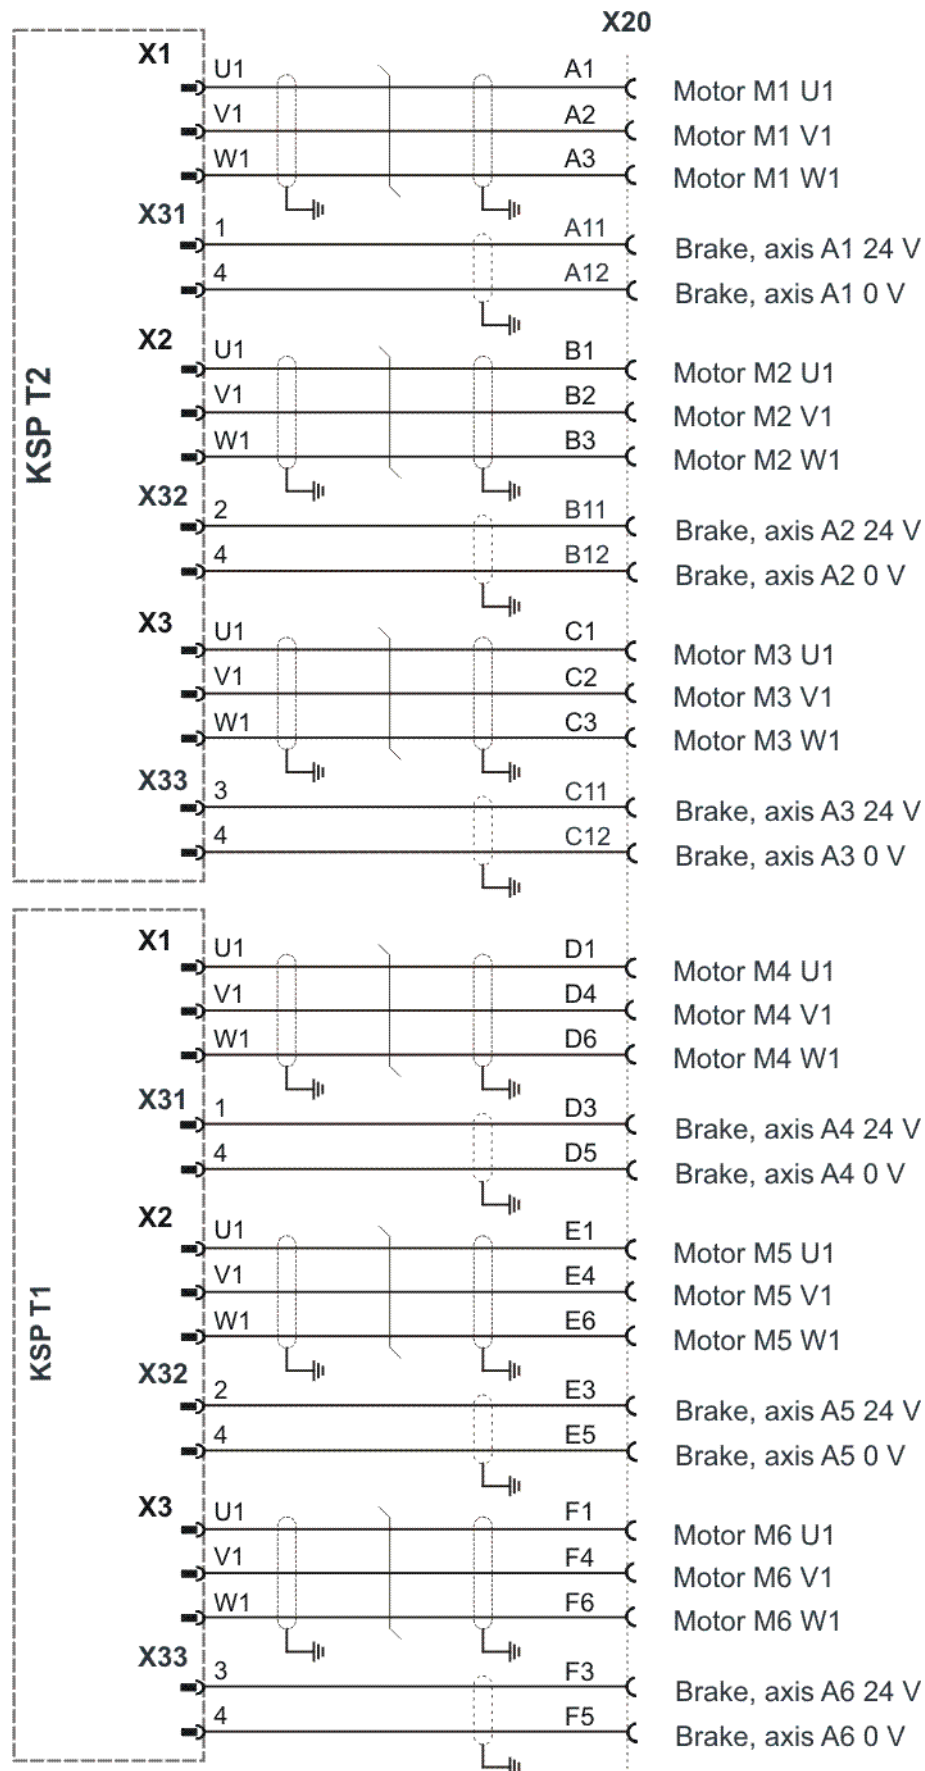 X20
KSP T2
X1
U1 A1 Motor M1 U1
V1 A2 Motor M1 V1
W1 A3 Motor M1 W1
X31
1 A11 Brake, axis A1 24 V
4 A12 Brake, axis A1 0 V
X2
U1 B1 Motor M2 U1
V1 B2 Motor M2 V1
W1 B3 Motor M2 W1
X32
2 B11 Brake, axis A2 24 V
4 B12 Brake, axis A2 0 V
X3
U1 C1 Motor M3 U1
V1 C2 Motor M3 V1
W1 C3 Motor M3 W1
X33
3 C11 Brake, axis A3 24 V
4 C12 Brake, axis A3 0 V
KSP T1
X1
U1 D1 Motor M4 U1
V1 D4 Motor M4 V1
W1 D6 Motor M4 W1
X31
1 D3 Brake, axis A4 24 V
4 D5 Brake, axis A4 0 V
X2
U1 E1 Motor M5 U1
V1 E4 Motor M5 V1
W1 E6 Motor M5 W1
X32
2 E3 Brake, axis A5 24 V
4 E5 Brake, axis A5 0 V
X3
U1 F1 Motor M6 U1
V1 F4 Motor M6 V1
W1 F6 Motor M6 W1
X33
3 F3 Brake, axis A6 24 V
4 F5 Brake, axis A6 0 V